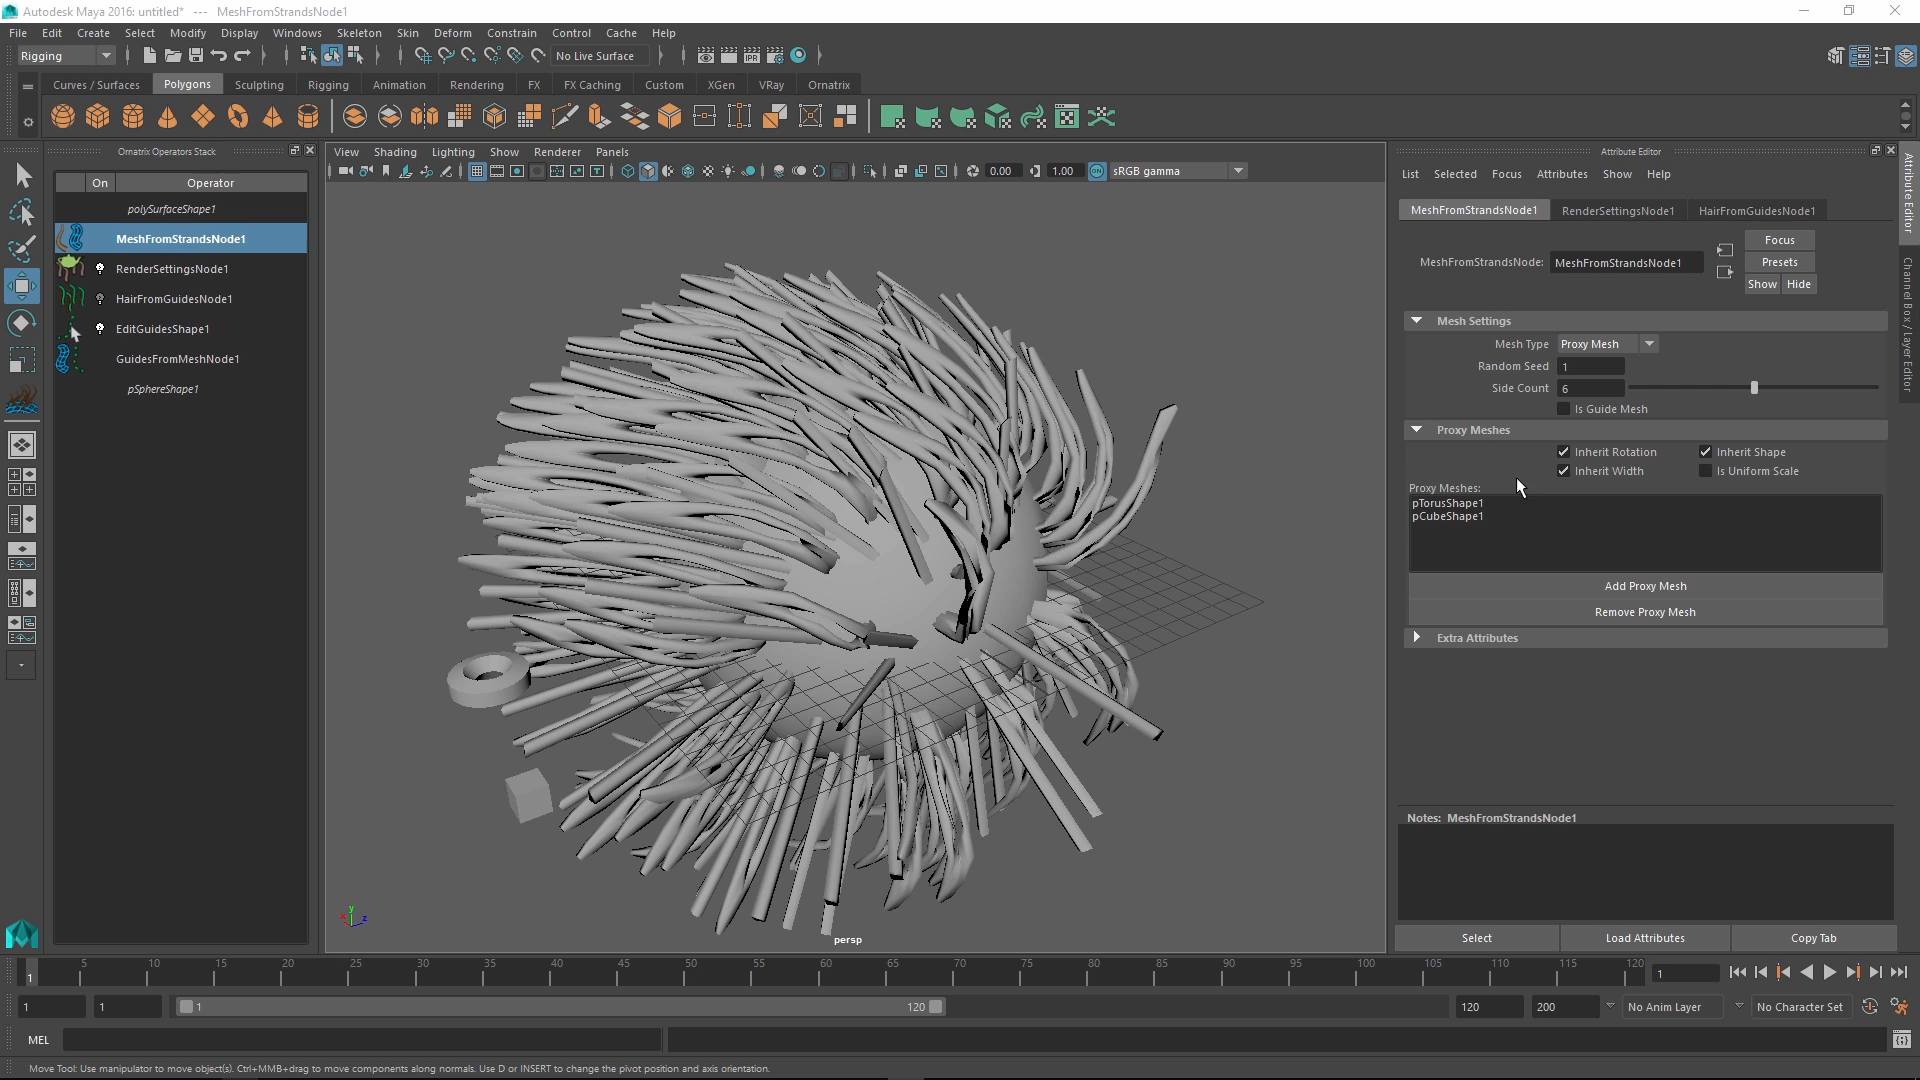 Autodesk Maya 2016: untitled* --- MeshFromStrandsNode1
File Edit Create Select Modify Display Windows Skeleton Skin Deform Constrain Control Cache Help
Rigging No Live Surface
Curves / Surfaces Polygons Sculpting Rigging Animation Rendering FX FX Caching Custom XGen VRay Ornatrix
Ornatrix Operators Stack
On Operator
polySurfaceShape1
MeshFromStrandsNode1
RenderSettingsNode1
HairFromGuidesNode1
EditGuidesShape1
GuidesFromMeshNode1
pSphereShape1
View Shading Lighting Show Renderer Panels
0.00 1.00 sRGB gamma
persp
Attribute Editor
List Selected Focus Attributes Show Help
MeshFromStrandsNode1 RenderSettingsNode1 HairFromGuidesNode1
MeshFromStrandsNode: MeshFromStrandsNode1
Focus
Presets
Show Hide
Mesh Settings
Mesh Type Proxy Mesh
Random Seed 1
Side Count 6
Is Guide Mesh
Proxy Meshes
Inherit Rotation Inherit Shape
Inherit Width Is Uniform Scale
Proxy Meshes:
pTorusShape1
pCubeShape1
Add Proxy Mesh
Remove Proxy Mesh
Extra Attributes
Notes: MeshFromStrandsNode1
Select Load Attributes Copy Tab
Attribute Editor
Channel Box / Layer Editor
1 5 10 15 20 25 30 35 40 45 50 55 60 65 70 75 80 85 90 95 100 105 110 115 120 1
1 1 1 120 120 200 No Anim Layer No Character Set
MEL
Move Tool: Use manipulator to move object(s). Ctrl+MMB+drag to move components along normals. Use D or INSERT to change the pivot position and axis orientation.